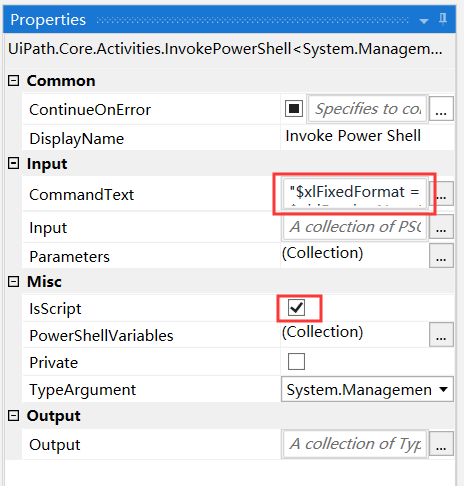 Properties
UiPath.Core.Activities.InvokePowerShell<System.Managem...
Common
ContinueOnError Specifies to co ...
DisplayName Invoke Power Shell
Input
CommandText "$xlFixedFormat = ...
Input A collection of PSO ...
Parameters (Collection) ...
Misc
IsScript
PowerShellVariables (Collection) ...
Private
TypeArgument System.Managemen
Output
Output A collection of Typ ...